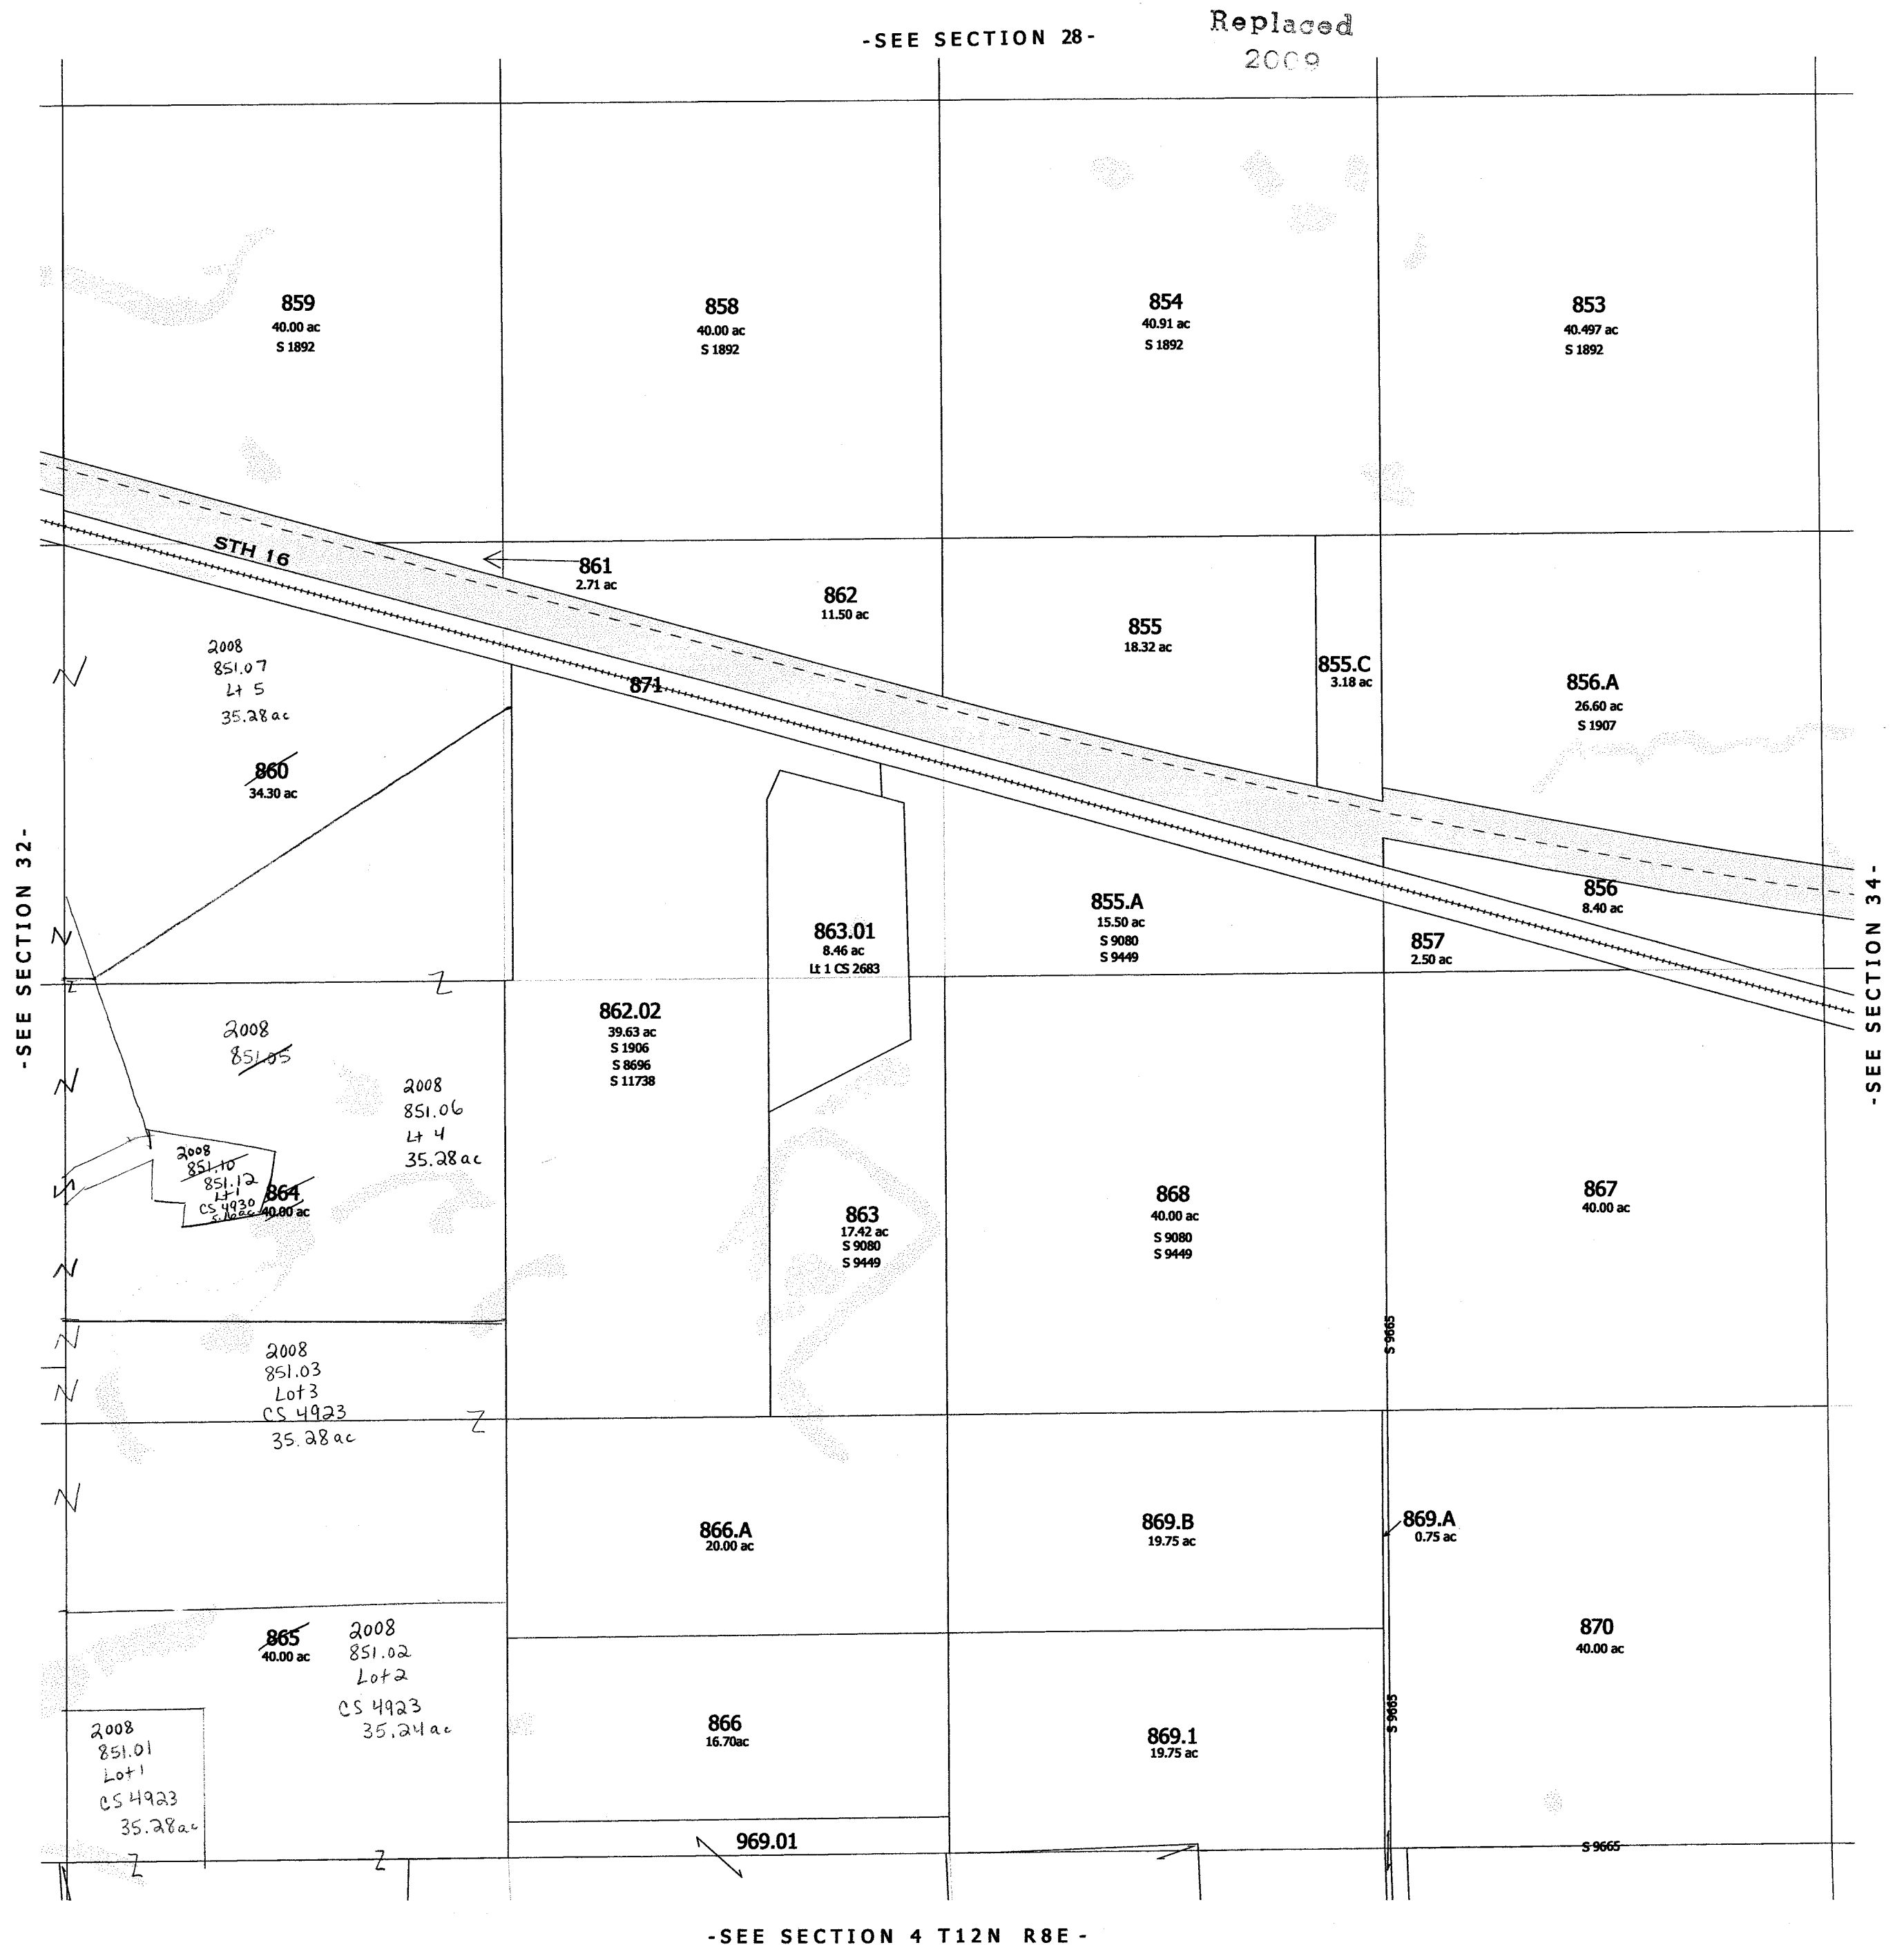 -SEE SECTION 28-
Replaced
2009
859
40.00 ac
S 1892
858
40.00 ac
S 1892
854
40.91 ac
S 1892
853
40.497 ac
S 1892
STH 16
861
2.71 ac
862
11.50 ac
855
18.32 ac
855.C
3.18 ac
856.A
26.60 ac
S 1907
2008
851.07
Lt 5
35.28 ac
860
34.30 ac
871
-SEE SECTION 32-
863.01
8.46 ac
Lt 1 CS 2683
855.A
15.50 ac
S 9080
S 9449
856
8.40 ac
857
2.50 ac
-SEE SECTION 34-
2008
851.05
862.02
39.63 ac
S 1906
S 8696
S 11738
2008
851.06
Lt 4
35.28 ac
2008
851.10
851.12
Lt 1
CS 4930
864
40.00 ac
863
17.42 ac
S 9080
S 9449
868
40.00 ac
S 9080
S 9449
867
40.00 ac
S 9665
2008
851.03
Lot 3
CS 4923
35.28 ac
866.A
20.00 ac
869.B
19.75 ac
869.A
0.75 ac
865
40.00 ac
2008
851.02
Lot 2
CS 4923
35.24 ac
870
40.00 ac
2008
851.01
Lot 1
CS 4923
35.28 ac
866
16.70ac
869.1
19.75 ac
S 9665
969.01
S 9665
-SEE SECTION 4 T12N R8E -